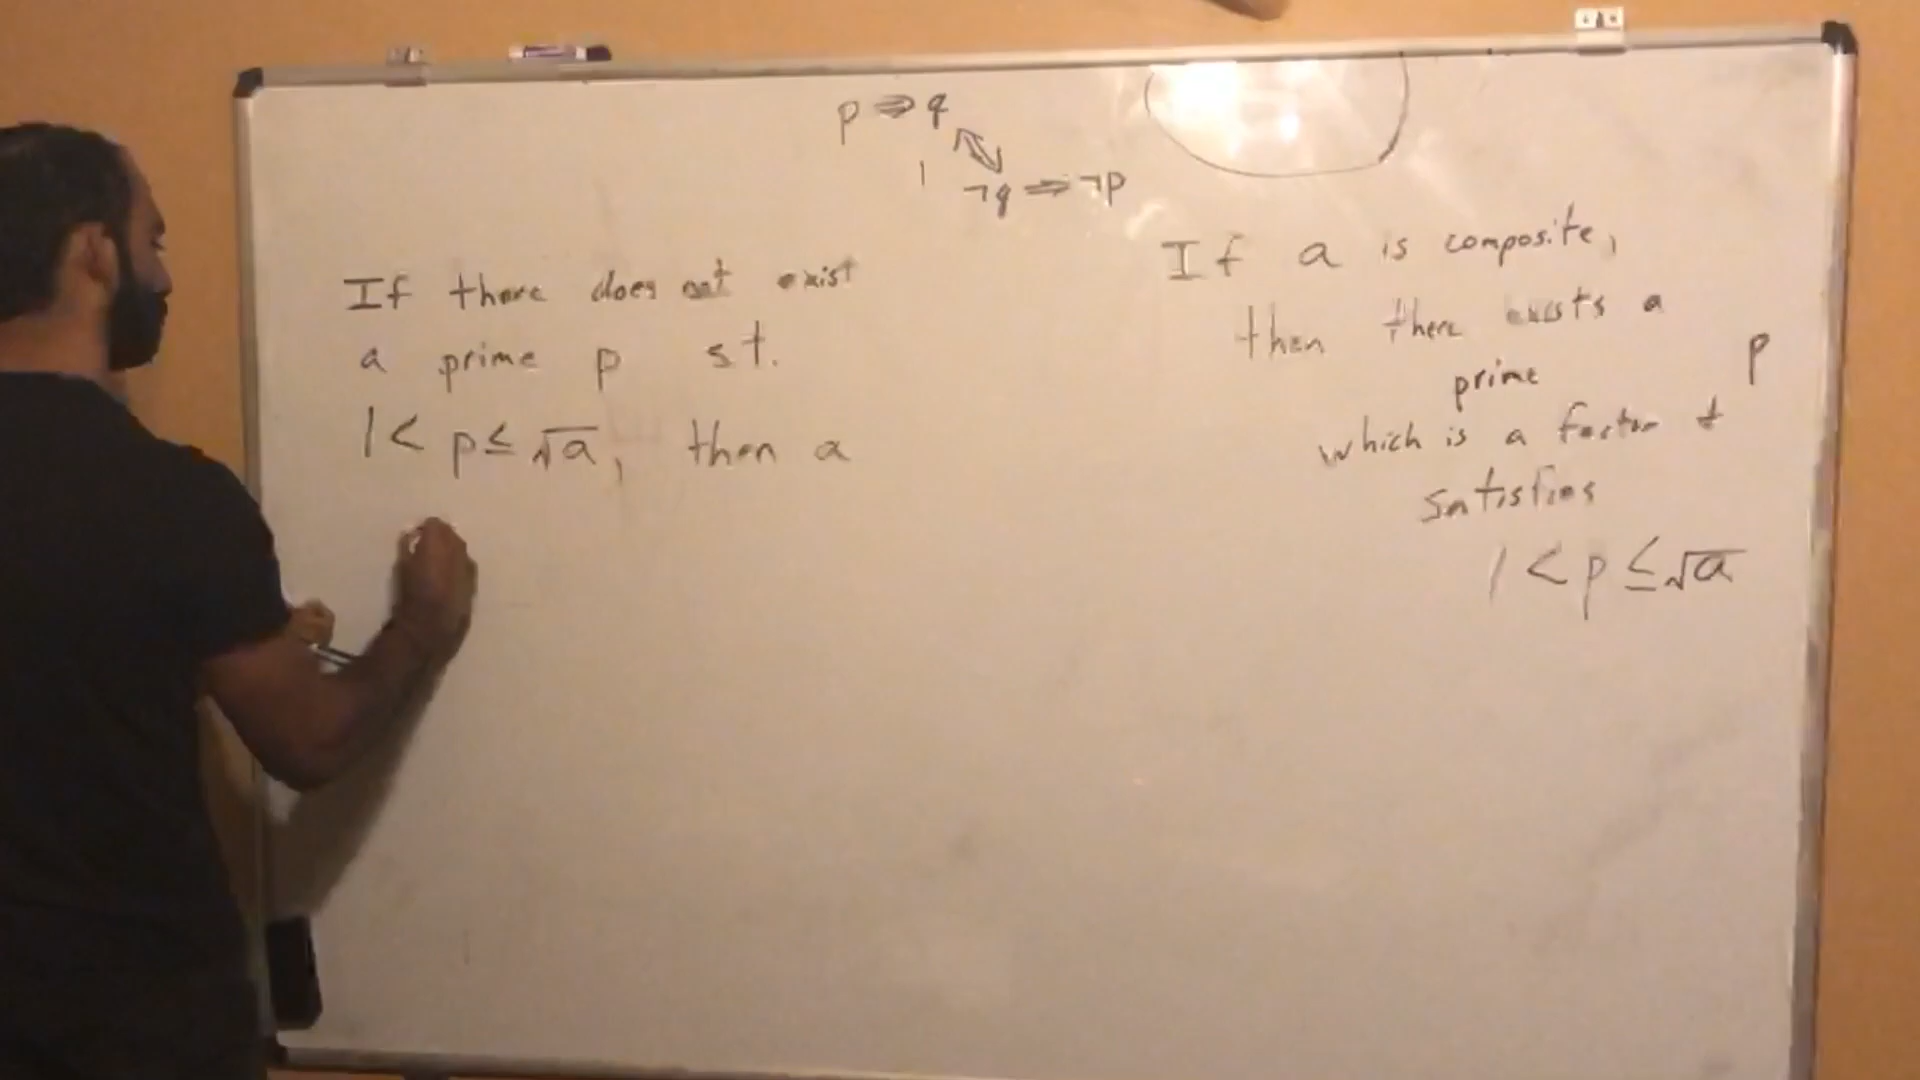 p ⇒ q
⇕
¬q ⇒ ¬p
If there does not exist
a prime p st.
1 < p ≤ √a, then a
If a is composite,
then there exists a
prime p
which is a factor &
satisfies
1 < p ≤ √a